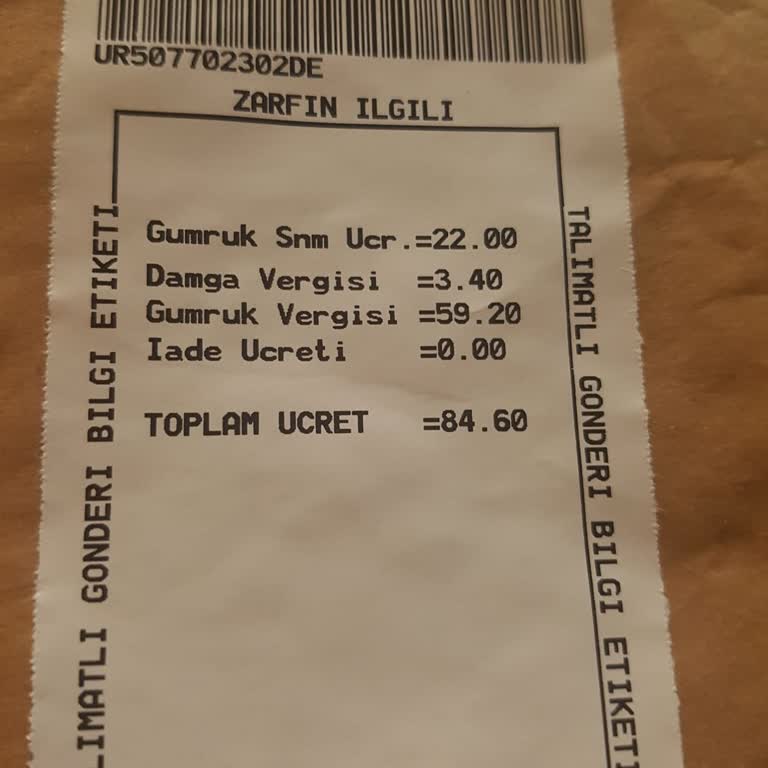 UR507702302DE
ZARFIN ILGILI
Gumruk Snm Ucr.=22.00
Damga Vergisi =3.40
Gumruk Vergisi =59.20
Iade Ucreti =0.00
TOPLAM UCRET =84.60
TALIMATLI GONDERI BILGI ETIKETI
LIMATLI GONDERI BILGI ETIKETI